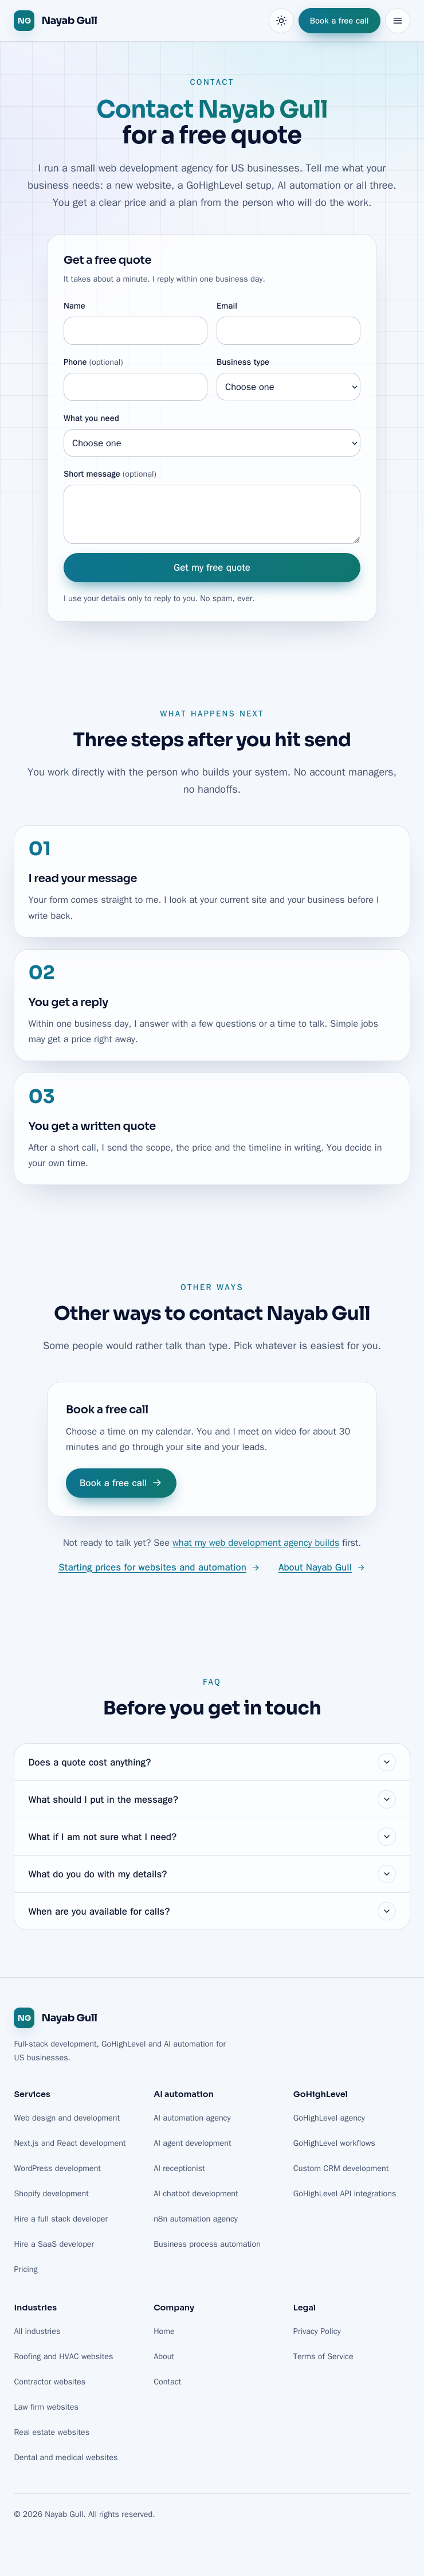 NG Nayab Gull
Book a free call
CONTACT
Contact Nayab Gull
for a free quote
I run a small web development agency for US businesses. Tell me what your
business needs: a new website, a GoHighLevel setup, AI automation or all three.
You get a clear price and a plan from the person who will do the work.
Get a free quote
It takes about a minute. I reply within one business day.
Name
Email
Phone (optional)
Business type
Choose one
What you need
Choose one
Short message (optional)
Get my free quote
I use your details only to reply to you. No spam, ever.
WHAT HAPPENS NEXT
Three steps after you hit send
You work directly with the person who builds your system. No account managers,
no handoffs.
01
I read your message
Your form comes straight to me. I look at your current site and your business before I
write back.
02
You get a reply
Within one business day, I answer with a few questions or a time to talk. Simple jobs
may get a price right away.
03
You get a written quote
After a short call, I send the scope, the price and the timeline in writing. You decide in
your own time.
OTHER WAYS
Other ways to contact Nayab Gull
Some people would rather talk than type. Pick whatever is easiest for you.
Book a free call
Choose a time on my calendar. You and I meet on video for about 30
minutes and go through your site and your leads.
Book a free call →
Not ready to talk yet? See what my web development agency builds first.
Starting prices for websites and automation → About Nayab Gull →
FAQ
Before you get in touch
Does a quote cost anything?
What should I put in the message?
What if I am not sure what I need?
What do you do with my details?
When are you available for calls?
NG Nayab Gull
Full-stack development, GoHighLevel and AI automation for
US businesses.
Services
Web design and development
Next.js and React development
WordPress development
Shopify development
Hire a full stack developer
Hire a SaaS developer
Pricing
AI automation
AI automation agency
AI agent development
AI receptionist
AI chatbot development
n8n automation agency
Business process automation
GoHighLevel
GoHighLevel agency
GoHighLevel workflows
Custom CRM development
GoHighLevel API integrations
Industries
All industries
Roofing and HVAC websites
Contractor websites
Law firm websites
Real estate websites
Dental and medical websites
Company
Home
About
Contact
Legal
Privacy Policy
Terms of Service
© 2026 Nayab Gull. All rights reserved.